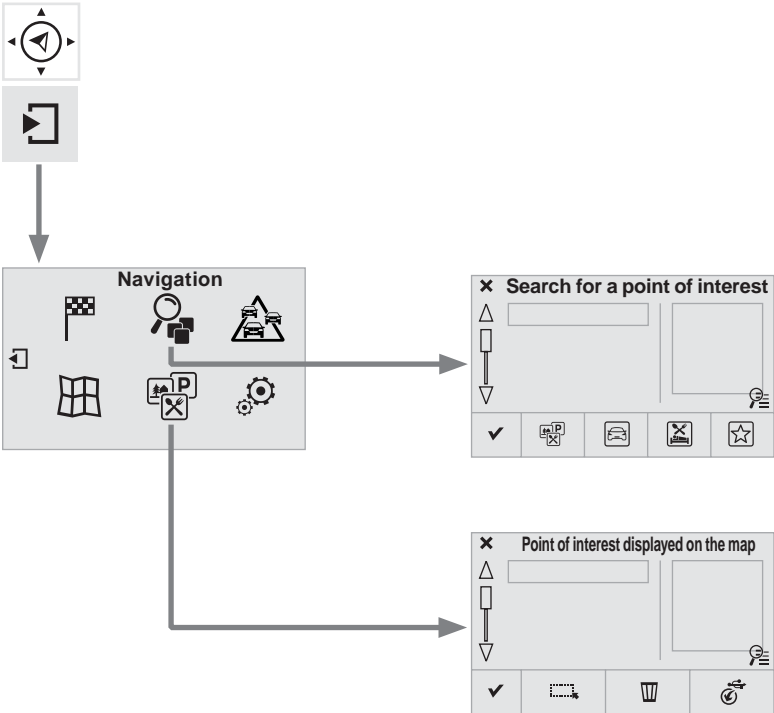 Navigation
P
Search for a point of interest
P
Point of interest displayed on the map